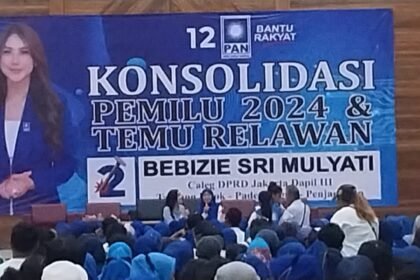 12
PAN
BANTU
RAKYAT
KONSOLIDASI
PEMILU 2024 &
TEMU RELAWAN
2
BEBIZIE SRI MULYATI
Caleg DPRD Jakarta Dapil III